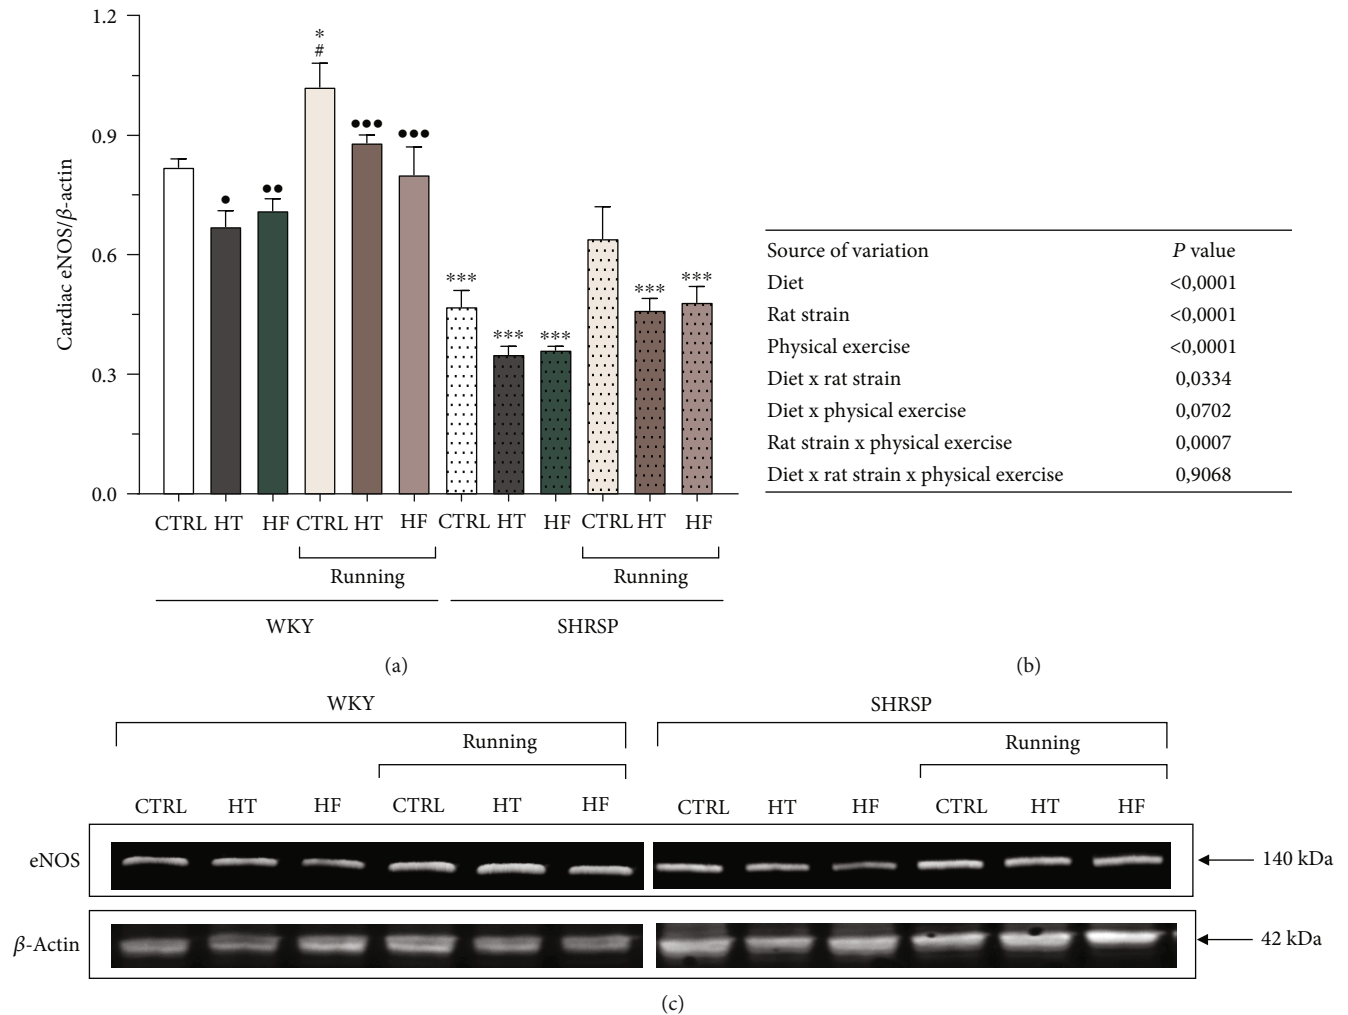 1.2
0.9
0.6
0.3
0.0
Cardiac eNOS/β-actin
*
#
•
••
•••
•••
***
***
***
***
***
CTRL HT HF CTRL HT HF CTRL HT HF CTRL HT HF
Running Running
WKY SHRSP
(a)
Source of variation P value
Diet <0,0001
Rat strain <0,0001
Physical exercise <0,0001
Diet x rat strain 0,0334
Diet x physical exercise 0,0702
Rat strain x physical exercise 0,0007
Diet x rat strain x physical exercise 0,9068
(b)
WKY SHRSP
Running Running
CTRL HT HF CTRL HT HF CTRL HT HF CTRL HT HF
eNOS 140 kDa
β-Actin 42 kDa
(c)